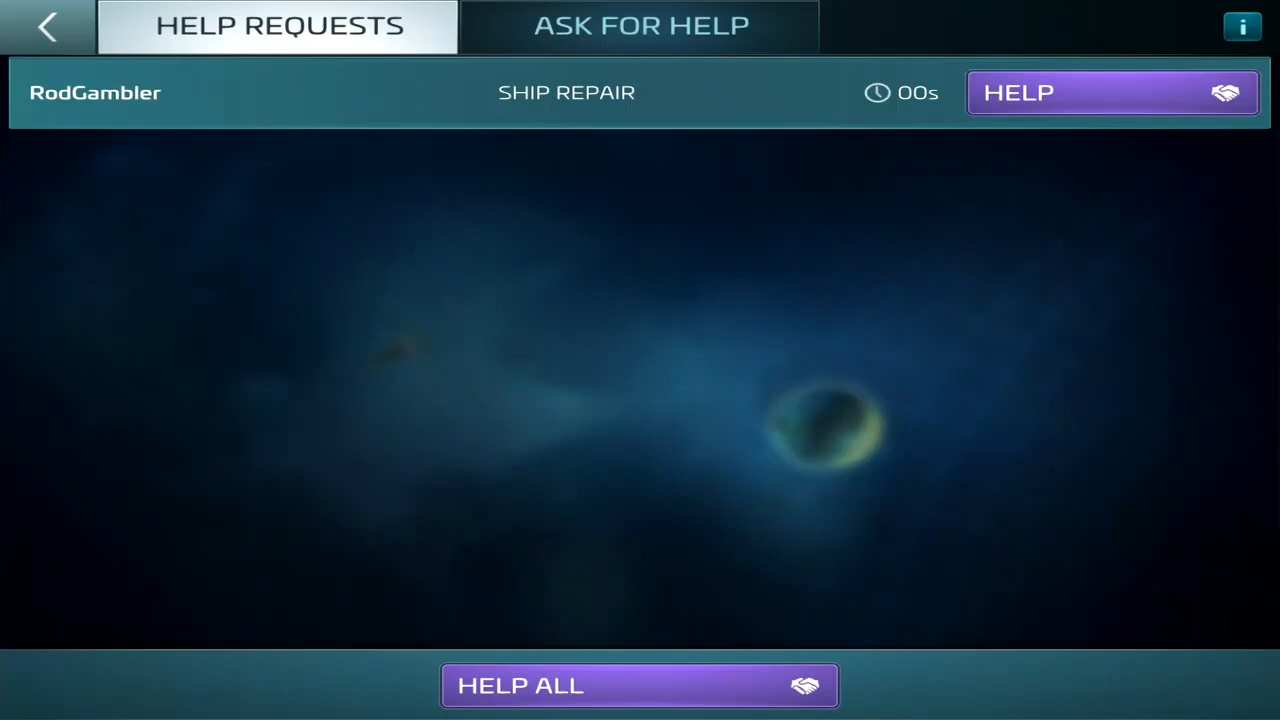 HELP REQUESTS
ASK FOR HELP
i
RodGambler
SHIP REPAIR
00s
HELP
HELP ALL